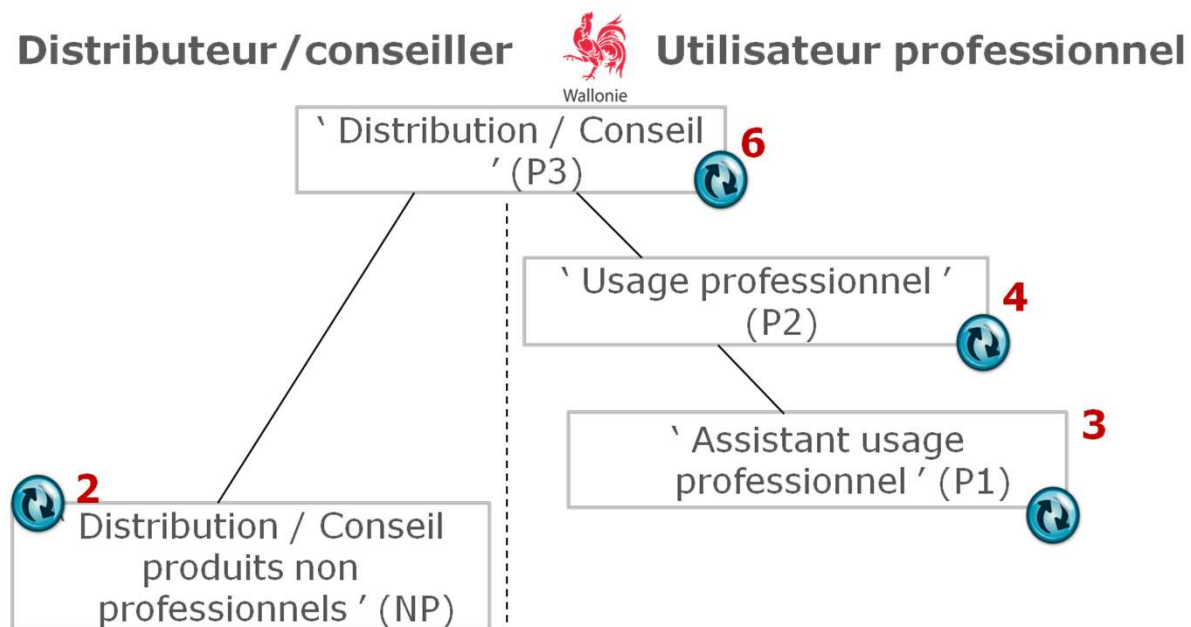 Distributeur/conseiller
Utilisateur professionnel
Wallonie
‵ Distribution / Conseil
′ (P3)
6
‵ Usage professionnel ′
(P2)
4
‵ Assistant usage
professionnel ′ (P1)
3
2
‵ Distribution / Conseil
produits non
professionnels ′ (NP)